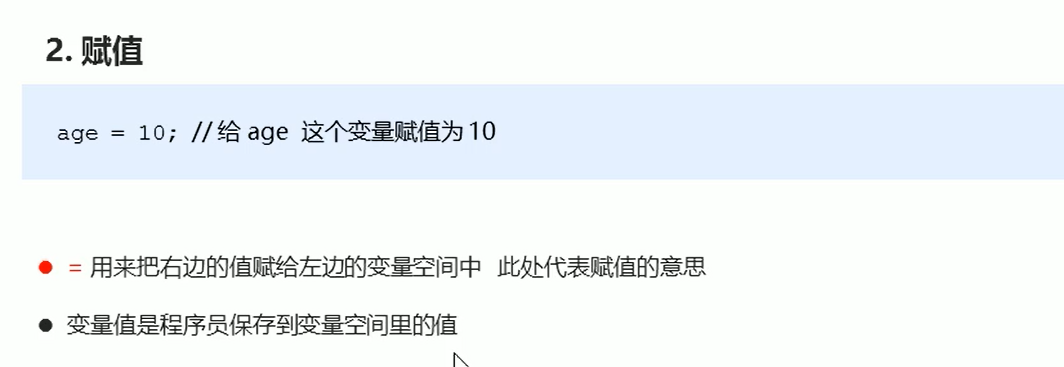 2. 赋值
age = 10; // 给 age 这个变量赋值为 10
● = 用来把右边的值赋给左边的变量空间中 此处代表赋值的意思
● 变量值是程序员保存到变量空间里的值